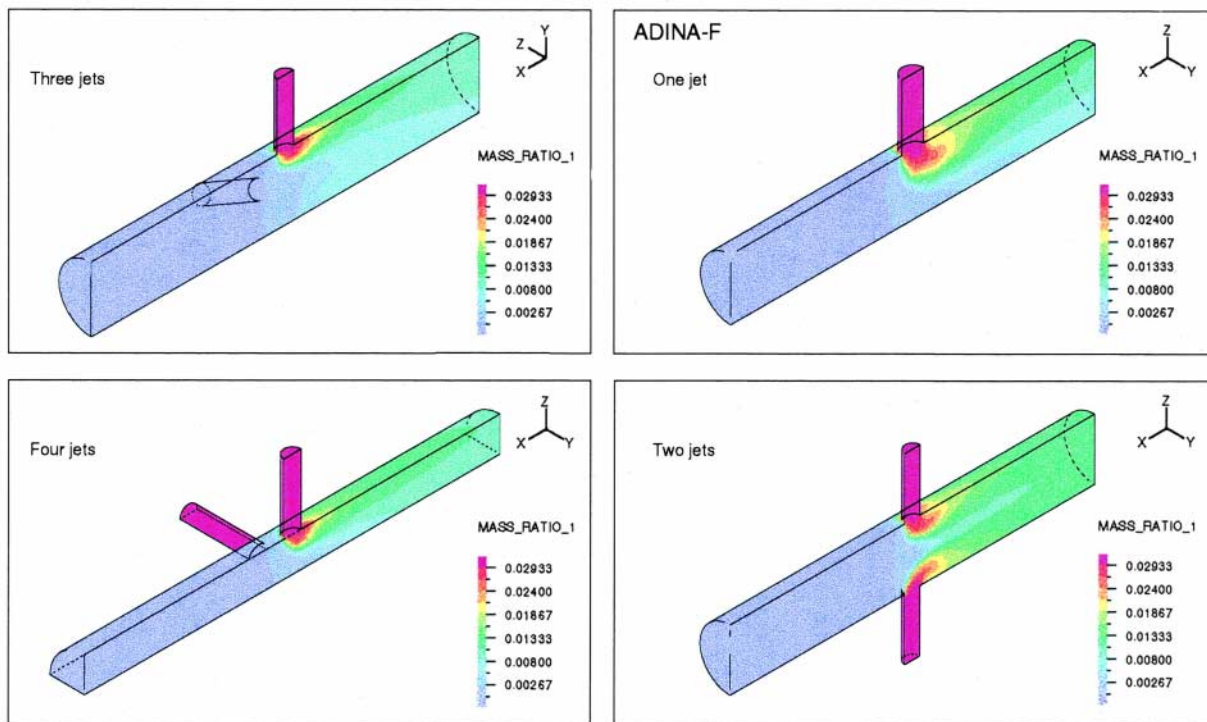 Three jets
Z Y
X
MASS_RATIO_1
0.02933
0.02400
0.01867
0.01333
0.00800
0.00267
ADINA-F
One jet
Z
X Y
MASS_RATIO_1
0.02933
0.02400
0.01867
0.01333
0.00800
0.00267
Four jets
Z
X Y
MASS_RATIO_1
0.02933
0.02400
0.01867
0.01333
0.00800
0.00267
Two jets
Z
X Y
MASS_RATIO_1
0.02933
0.02400
0.01867
0.01333
0.00800
0.00267